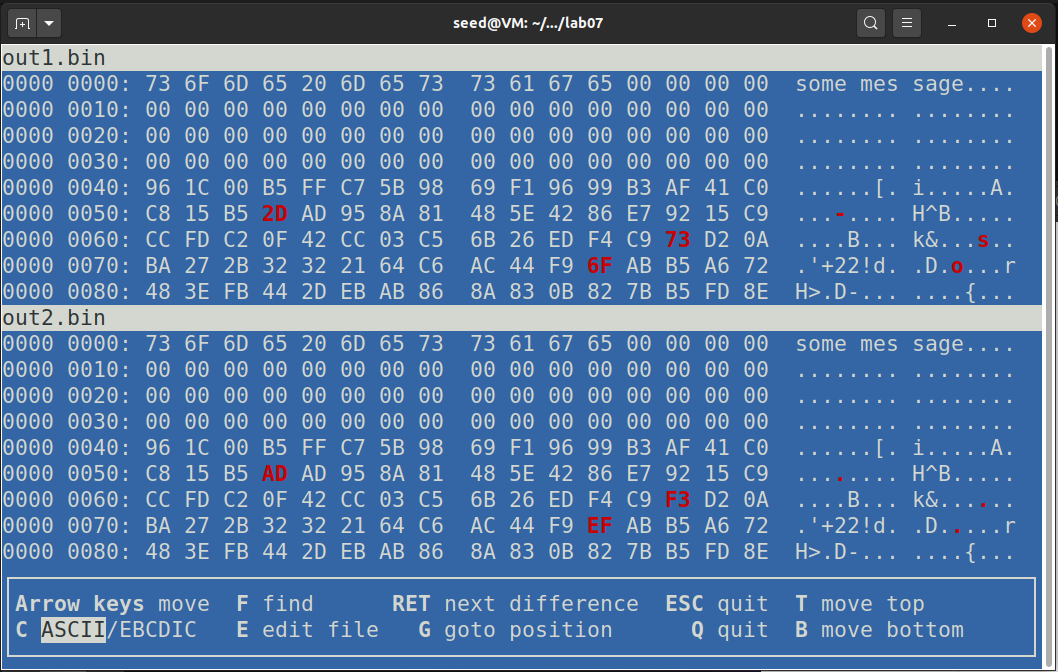 seed@VM: ~/.../lab07
out1.bin
0000 0000: 73 6F 6D 65 20 6D 65 73 73 61 67 65 00 00 00 00 some mes sage....
0000 0010: 00 00 00 00 00 00 00 00 00 00 00 00 00 00 00 00 ........ ........
0000 0020: 00 00 00 00 00 00 00 00 00 00 00 00 00 00 00 00 ........ ........
0000 0030: 00 00 00 00 00 00 00 00 00 00 00 00 00 00 00 00 ........ ........
0000 0040: 96 1C 00 B5 FF C7 5B 98 69 F1 96 99 B3 AF 41 C0 ......[. i.....A.
0000 0050: C8 15 B5 2D AD 95 8A 81 48 5E 42 86 E7 92 15 C9 ...-.... H^B.....
0000 0060: CC FD C2 0F 42 CC 03 C5 6B 26 ED F4 C9 73 D2 0A ....B... k&...s..
0000 0070: BA 27 2B 32 32 21 64 C6 AC 44 F9 6F AB B5 A6 72 .'+22!d. .D.o...r
0000 0080: 48 3E FB 44 2D EB AB 86 8A 83 0B 82 7B B5 FD 8E H>.D-... ....{...
out2.bin
0000 0000: 73 6F 6D 65 20 6D 65 73 73 61 67 65 00 00 00 00 some mes sage....
0000 0010: 00 00 00 00 00 00 00 00 00 00 00 00 00 00 00 00 ........ ........
0000 0020: 00 00 00 00 00 00 00 00 00 00 00 00 00 00 00 00 ........ ........
0000 0030: 00 00 00 00 00 00 00 00 00 00 00 00 00 00 00 00 ........ ........
0000 0040: 96 1C 00 B5 FF C7 5B 98 69 F1 96 99 B3 AF 41 C0 ......[. i.....A.
0000 0050: C8 15 B5 AD AD 95 8A 81 48 5E 42 86 E7 92 15 C9 ........ H^B.....
0000 0060: CC FD C2 0F 42 CC 03 C5 6B 26 ED F4 C9 F3 D2 0A ....B... k&......
0000 0070: BA 27 2B 32 32 21 64 C6 AC 44 F9 EF AB B5 A6 72 .'+22!d. .D.....r
0000 0080: 48 3E FB 44 2D EB AB 86 8A 83 0B 82 7B B5 FD 8E H>.D-... ....{...
Arrow keys move F find RET next difference ESC quit T move top
C ASCII/EBCDIC E edit file G goto position Q quit B move bottom